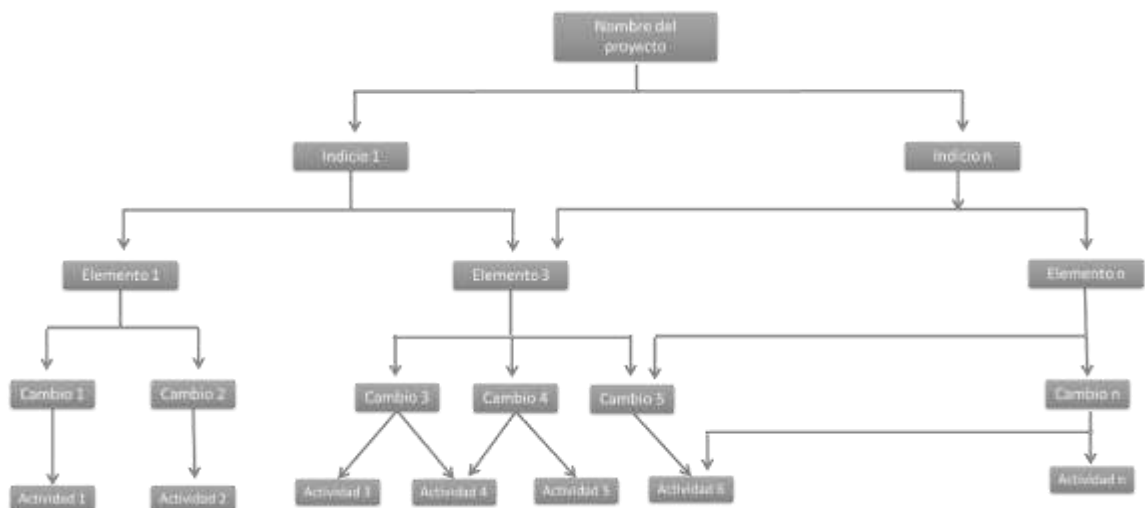 Nombre del
proyecto
Indicio 1
Indicio n
Elemento 1
Elemento 3
Elemento n
Cambio 1
Cambio 2
Cambio 3
Cambio 4
Cambio 5
Cambio n
Actividad 1
Actividad 2
Actividad 3
Actividad 4
Actividad 5
Actividad 6
Actividad n